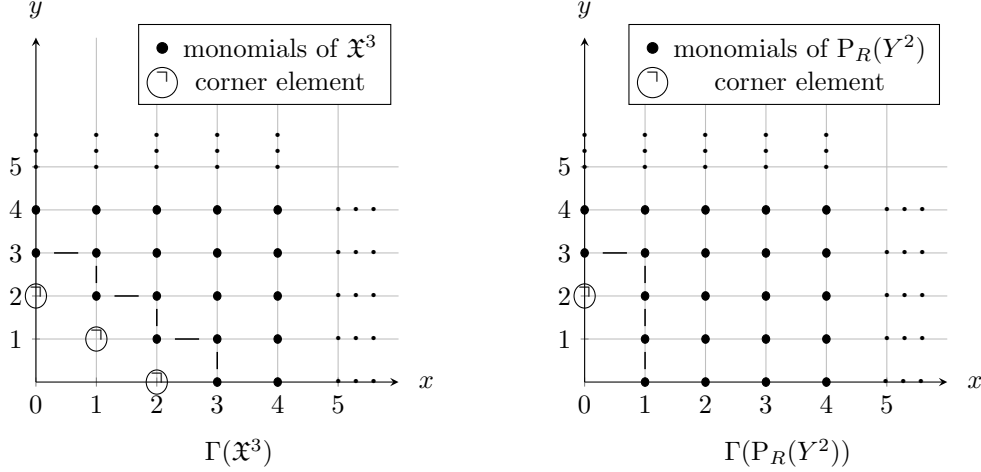 y
monomials of 𝔛³
⌝ corner element
5
4
3
2
1
0 1 2 3 4 5
x
Γ(𝔛³)
y
monomials of P_R(Y²)
⌝ corner element
5
4
3
2
1
0 1 2 3 4 5
x
Γ(P_R(Y²))